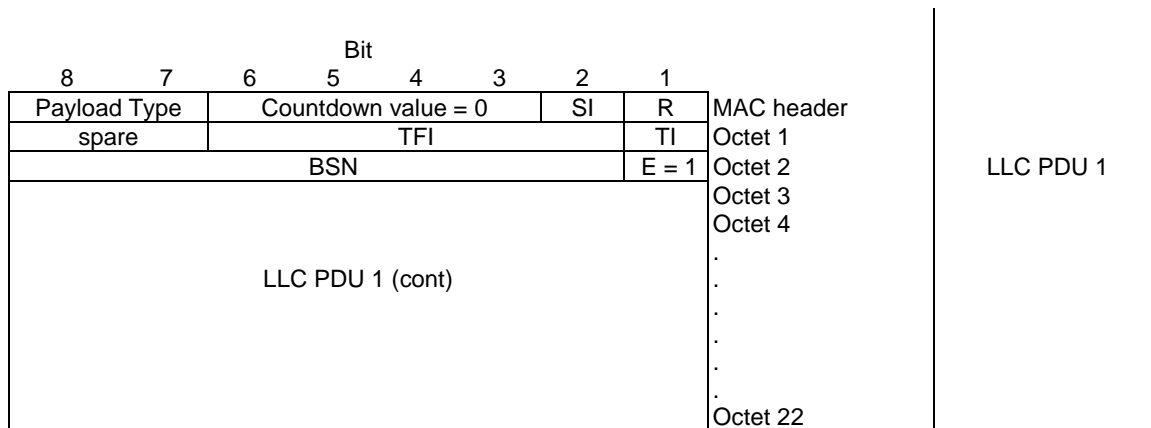 Bit
8 7 6 5 4 3 2 1
Payload Type Countdown value = 0 SI R MAC header
spare TFI TI Octet 1
BSN E = 1 Octet 2 LLC PDU 1
Octet 3
Octet 4
.
LLC PDU 1 (cont) .
.
.
.
.
Octet 22